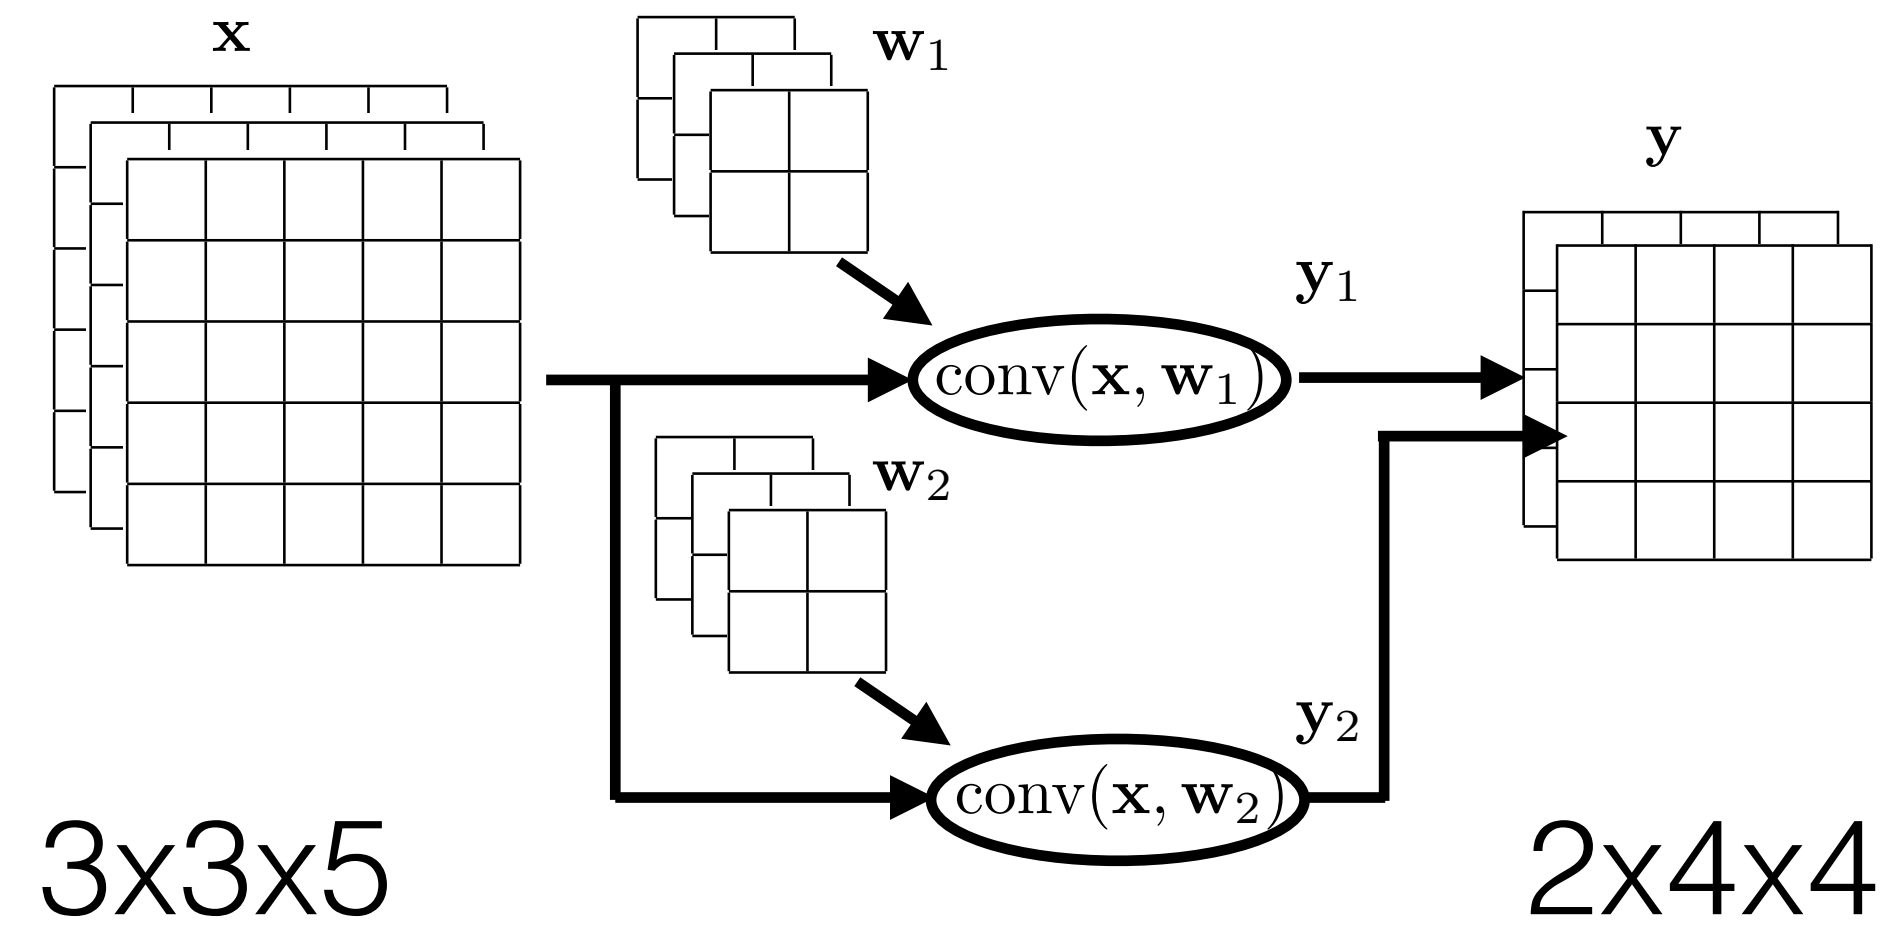 x
w1
y
y1
conv(x, w1)
w2
y2
conv(x, w2)
3x3x5
2x4x4